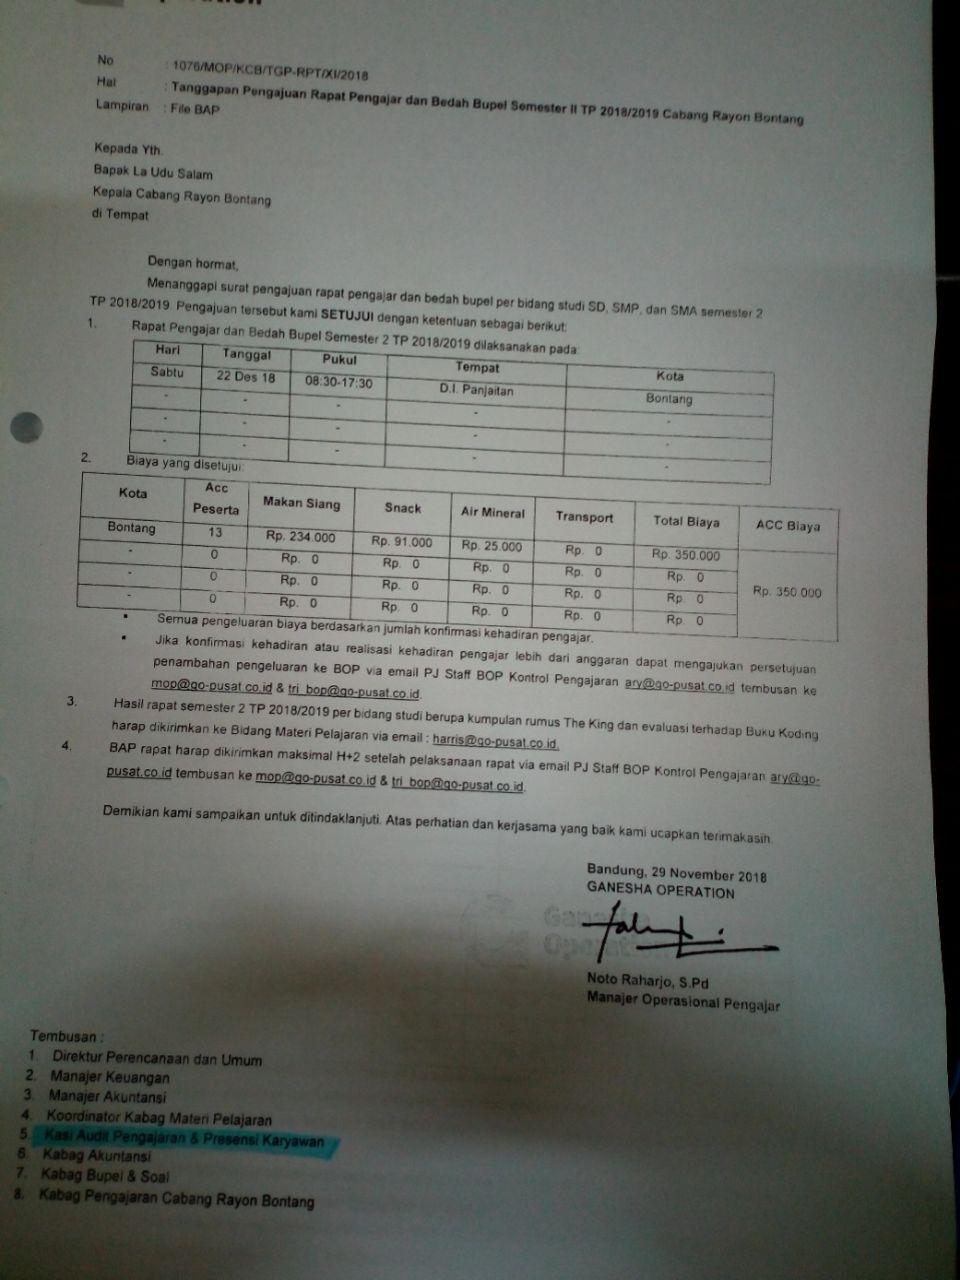 No : 1076/MOP/KCB/TGP-RPT/XI/2018
Hal : Tanggapan Pengajuan Rapat Pengajar dan Bedah Bupel Semester II TP 2018/2019 Cabang Rayon Bontang
Lampiran : File BAP
Kepada Yth.
Bapak La Udu Salam
Kepala Cabang Rayon Bontang
di Tempat
Dengan hormat,
Menanggapi surat pengajuan rapat pengajar dan bedah bupel per bidang studi SD, SMP, dan SMA semester 2
TP 2018/2019. Pengajuan tersebut kami SETUJUI dengan ketentuan sebagai berikut:
1. Rapat Pengajar dan Bedah Bupel Semester 2 TP 2018/2019 dilaksanakan pada:
Hari Tanggal Pukul Tempat Kota
Sabtu 22 Des 18 08:30-17:30 D.I. Panjaitan Bontang
- - - - -
- - - - -
- - - - -
2. Biaya yang disetujui:
Kota Acc Peserta Makan Siang Snack Air Mineral Transport Total Biaya ACC Biaya
Bontang 13 Rp. 234.000 Rp. 91.000 Rp. 25.000 Rp. 0 Rp. 350.000 Rp. 350.000
- 0 Rp. 0 Rp. 0 Rp. 0 Rp. 0 Rp. 0
- 0 Rp. 0 Rp. 0 Rp. 0 Rp. 0 Rp. 0
- 0 Rp. 0 Rp. 0 Rp. 0 Rp. 0 Rp. 0
▪ Semua pengeluaran biaya berdasarkan jumlah konfirmasi kehadiran pengajar.
▪ Jika konfirmasi kehadiran atau realisasi kehadiran pengajar lebih dari anggaran dapat mengajukan persetujuan
penambahan pengeluaran ke BOP via email PJ Staff BOP Kontrol Pengajaran ary@go-pusat.co.id tembusan ke
mop@go-pusat.co.id & tri_bop@go-pusat.co.id.
3. Hasil rapat semester 2 TP 2018/2019 per bidang studi berupa kumpulan rumus The King dan evaluasi terhadap Buku Koding
harap dikirimkan ke Bidang Materi Pelajaran via email : harris@go-pusat.co.id.
4. BAP rapat harap dikirimkan maksimal H+2 setelah pelaksanaan rapat via email PJ Staff BOP Kontrol Pengajaran ary@go-
pusat.co.id tembusan ke mop@go-pusat.co.id & tri_bop@go-pusat.co.id.
Demikian kami sampaikan untuk ditindaklanjuti. Atas perhatian dan kerjasama yang baik kami ucapkan terimakasih.
Bandung, 29 November 2018
GANESHA OPERATION
Noto Raharjo, S.Pd
Manajer Operasional Pengajar
Tembusan :
1. Direktur Perencanaan dan Umum
2. Manajer Keuangan
3. Manajer Akuntansi
4. Koordinator Kabag Materi Pelajaran
5. Kasi Audit Pengajaran & Presensi Karyawan
6. Kabag Akuntansi
7. Kabag Bupel & Soal
8. Kabag Pengajaran Cabang Rayon Bontang